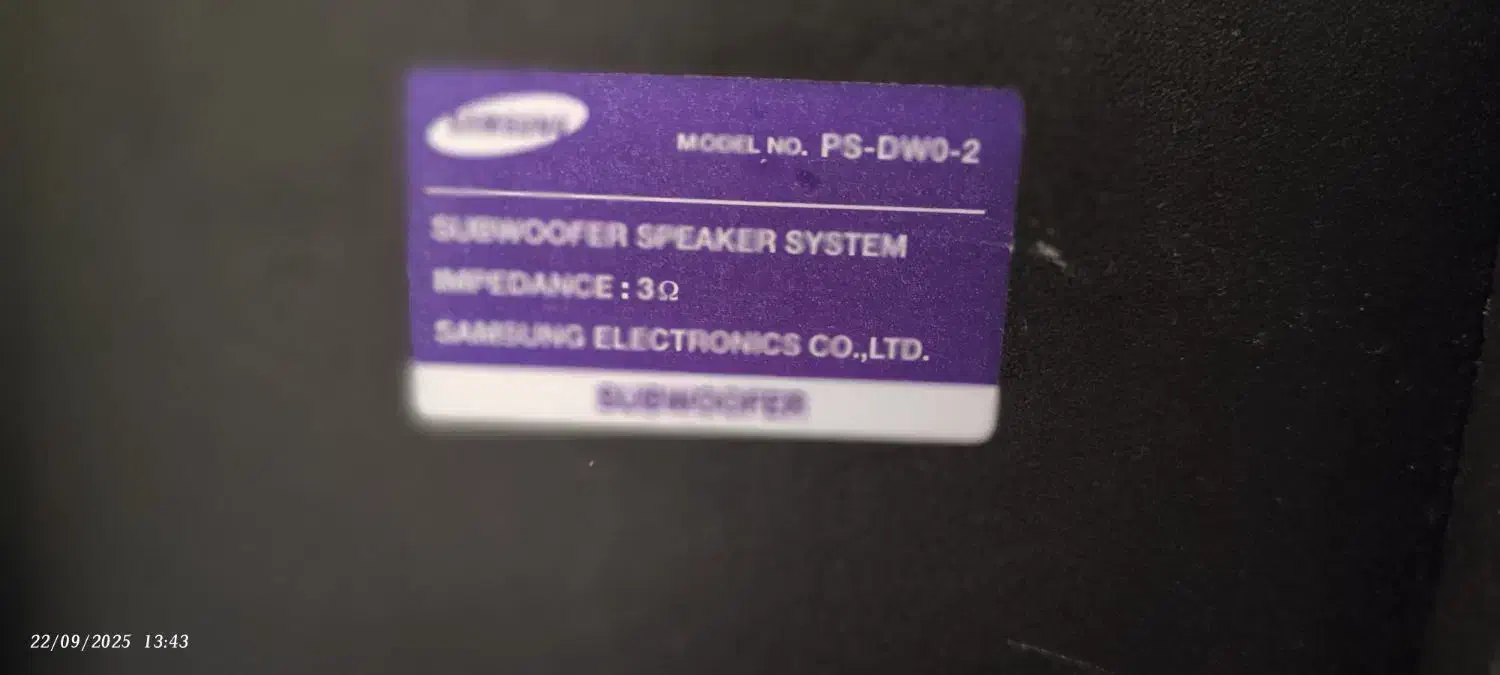 SAMSUNG
MODEL NO. PS-DW0-2
SUBWOOFER SPEAKER SYSTEM
IMPEDANCE : 3Ω
SAMSUNG ELECTRONICS CO.,LTD.
SUBWOOFER
22/09/2025 13:43